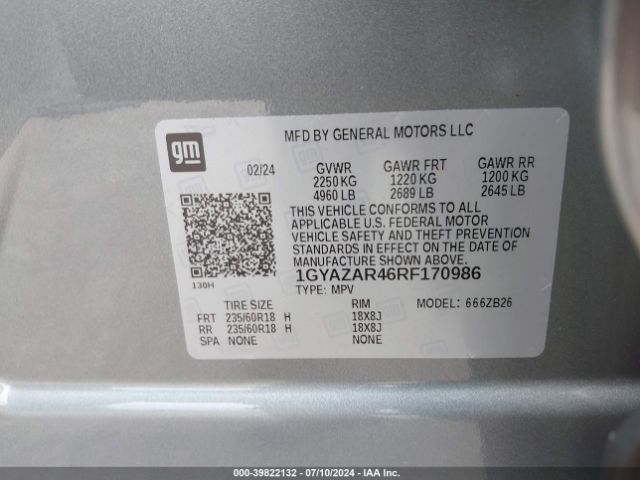 gm
MFD BY GENERAL MOTORS LLC
02/24 GVWR GAWR FRT GAWR RR
2250 KG 1220 KG 1200 KG
4960 LB 2689 LB 2645 LB
THIS VEHICLE CONFORMS TO ALL
APPLICABLE U.S. FEDERAL MOTOR
VEHICLE SAFETY AND THEFT PREVENTION
STANDARDS IN EFFECT ON THE DATE OF
MANUFACTURE SHOWN ABOVE.
130H
1GYAZAR46RF170986
TYPE: MPV
TIRE SIZE RIM MODEL: 666ZB26
FRT 235/60R18 H 18X8J
RR 235/60R18 H 18X8J
SPA NONE NONE
000-39822132 - 07/10/2024 - IAA Inc.